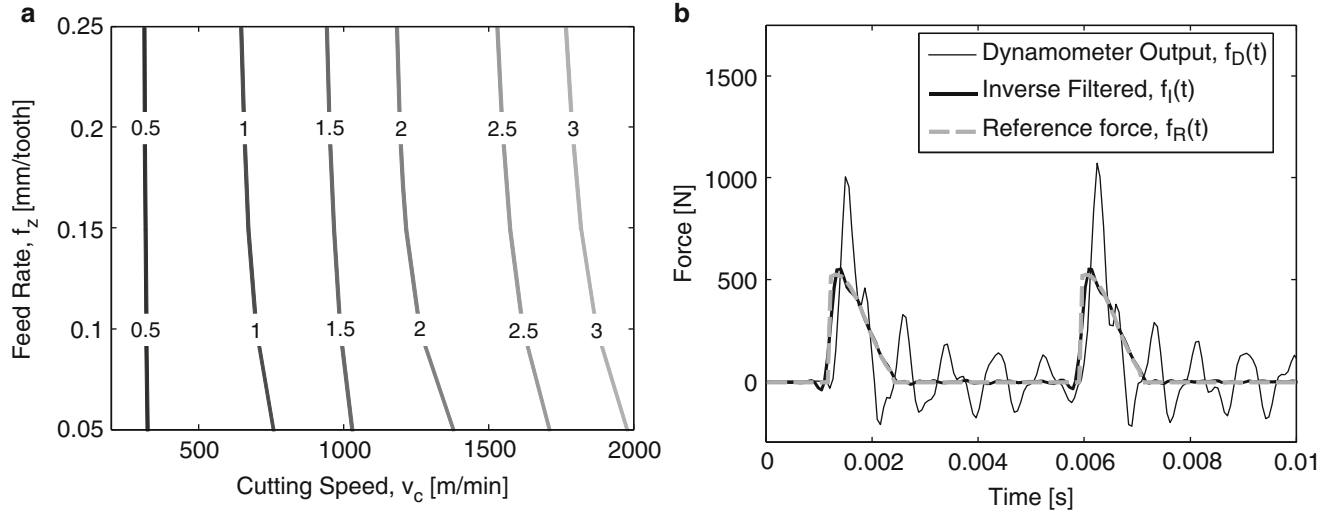 a
0.25
0.2
0.15
0.1
0.05
Feed Rate, f_z [mm/tooth]
0.5 1 1.5 2 2.5 3
0.5 1 1.5 2 2.5 3
500 1000 1500 2000
Cutting Speed, v_c [m/min]
b
1500
1000
500
0
Force [N]
Dynamometer Output, f_D(t)
Inverse Filtered, f_I(t)
Reference force, f_R(t)
0 0.002 0.004 0.006 0.008 0.01
Time [s]